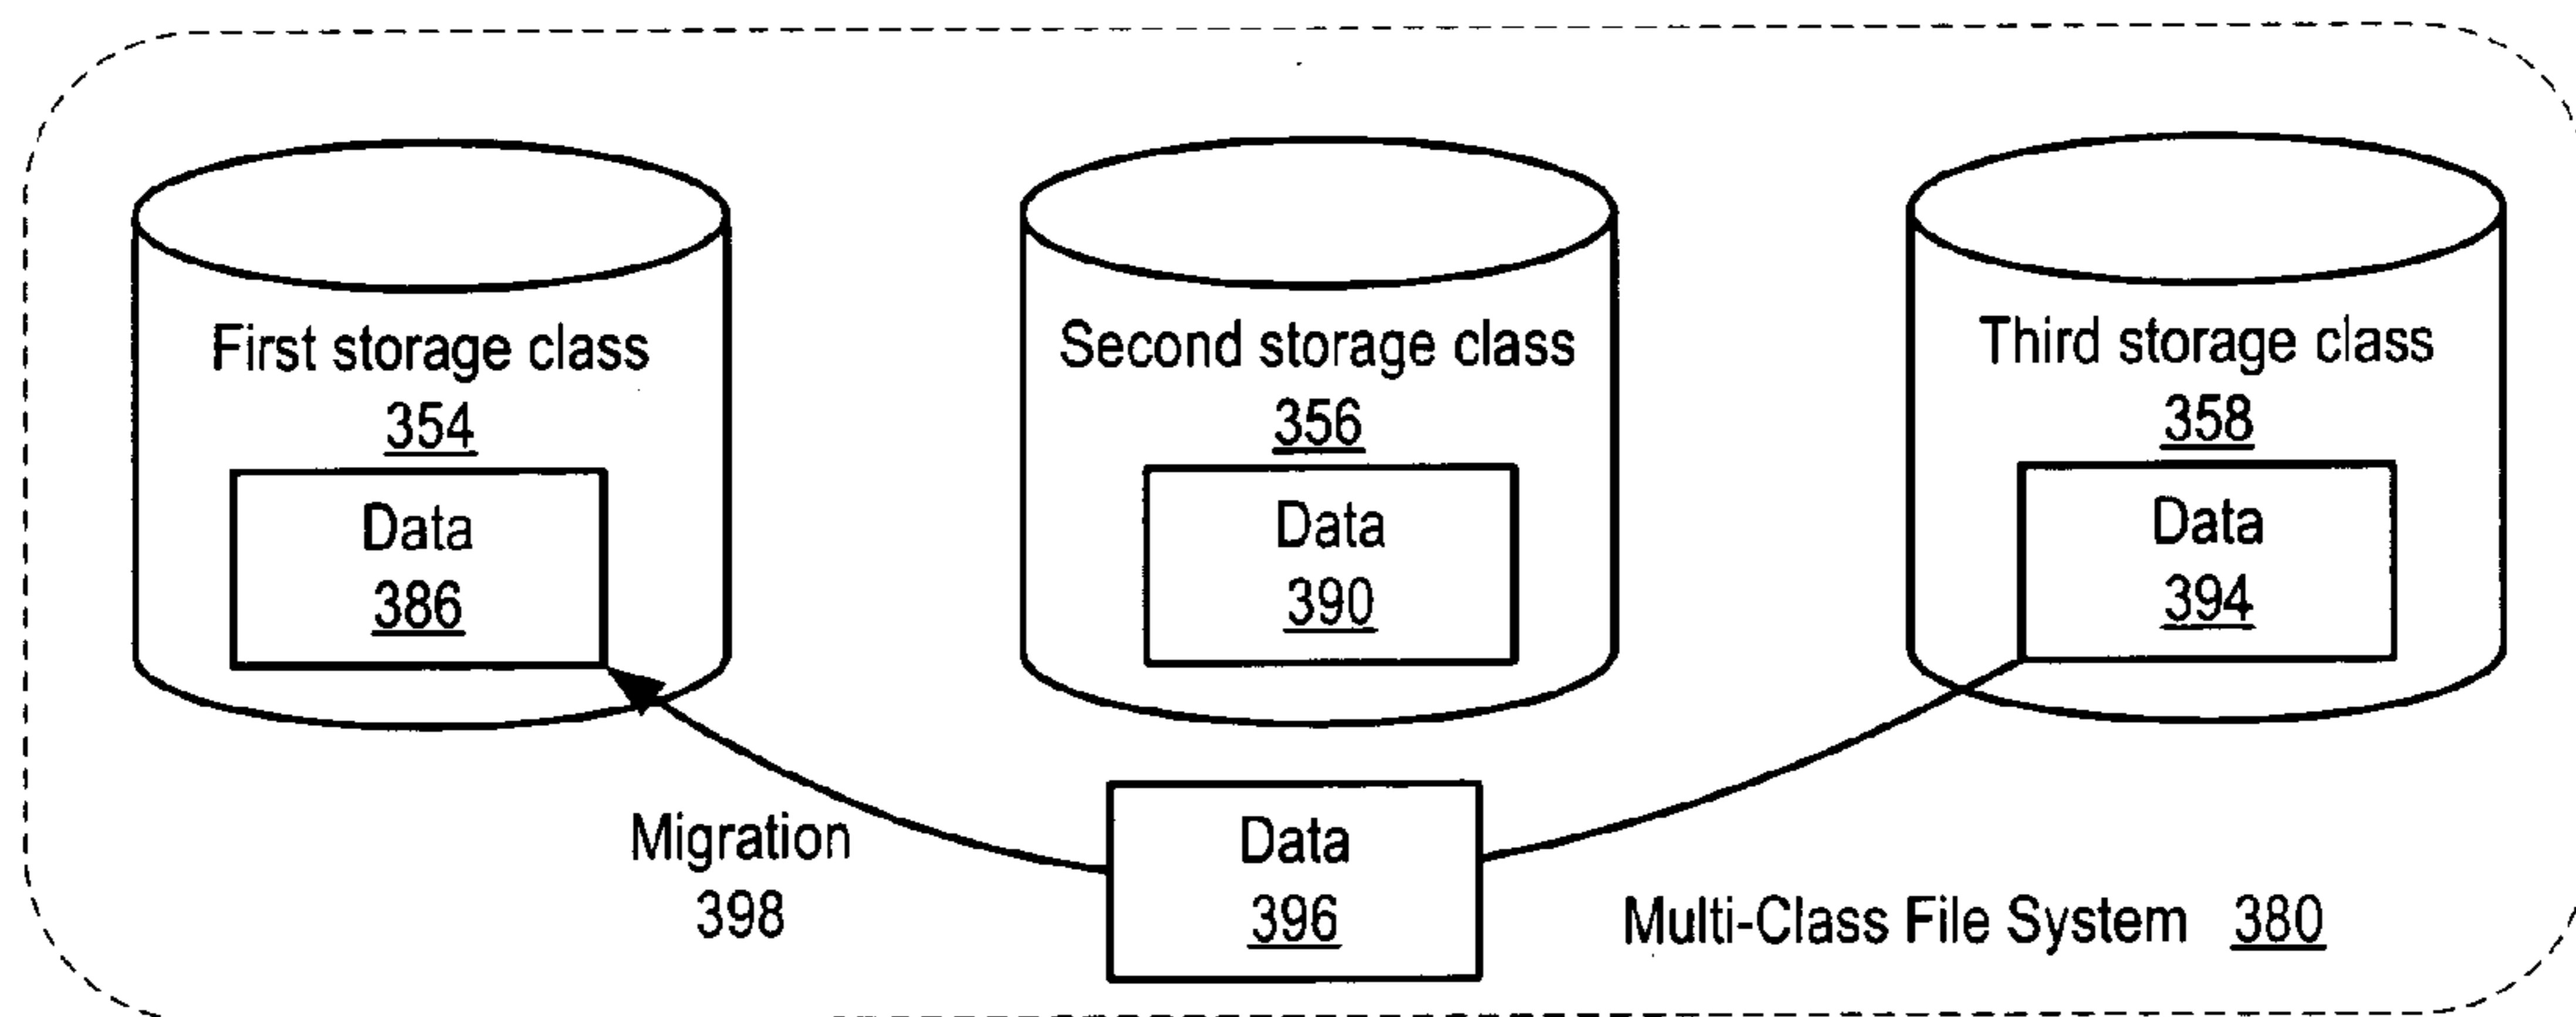 First storage class
354
Data
386
Second storage class
356
Data
390
Third storage class
358
Data
394
Migration
398
Data
396
Multi-Class File System 380